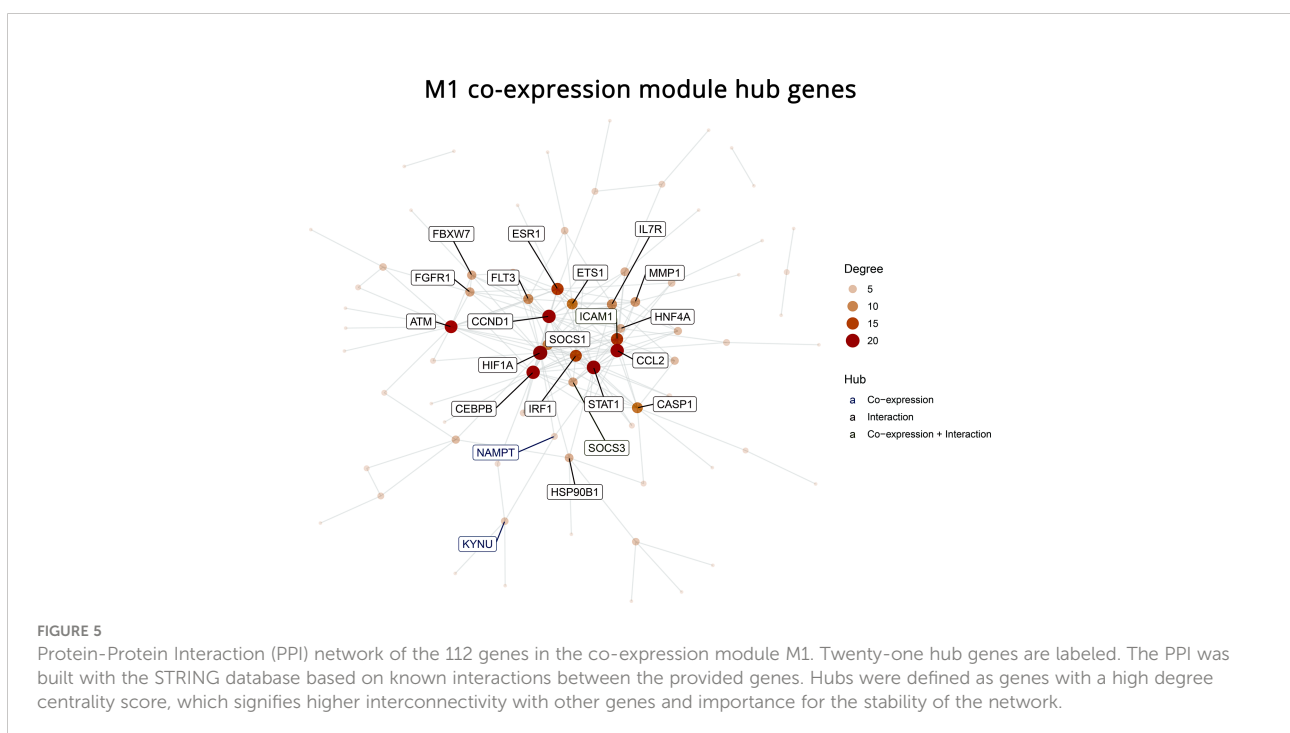 M1 co-expression module hub genes
FBXW7
ESR1
IL7R
FGFR1
FLT3
ETS1
MMP1
ATM
CCND1
ICAM1
HNF4A
SOCS1
HIF1A
CCL2
CEBPB
IRF1
STAT1
CASP1
NAMPT
SOCS3
HSP90B1
KYNU
Degree
5
10
15
20
Hub
a Co-expression
a Interaction
a Co-expression + Interaction
FIGURE 5
Protein-Protein Interaction (PPI) network of the 112 genes in the co-expression module M1. Twenty-one hub genes are labeled. The PPI was
built with the STRING database based on known interactions between the provided genes. Hubs were defined as genes with a high degree
centrality score, which signifies higher interconnectivity with other genes and importance for the stability of the network.